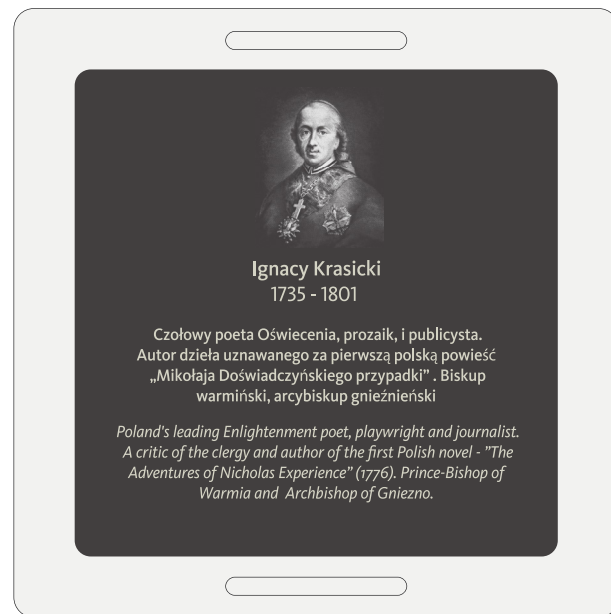 Ignacy Krasicki
1735 - 1801
Czołowy poeta Oświecenia, prozaik, i publicysta.
Autor dzieła uznawanego za pierwszą polską powieść
„Mikołaja Doświadczyńskiego przypadki” . Biskup
warmiński, arcybiskup gnieźnieński
Poland's leading Enlightenment poet, playwright and journalist.
A critic of the clergy and author of the first Polish novel - ”The
Adventures of Nicholas Experience” (1776). Prince-Bishop of
Warmia and  Archbishop of Gniezno.